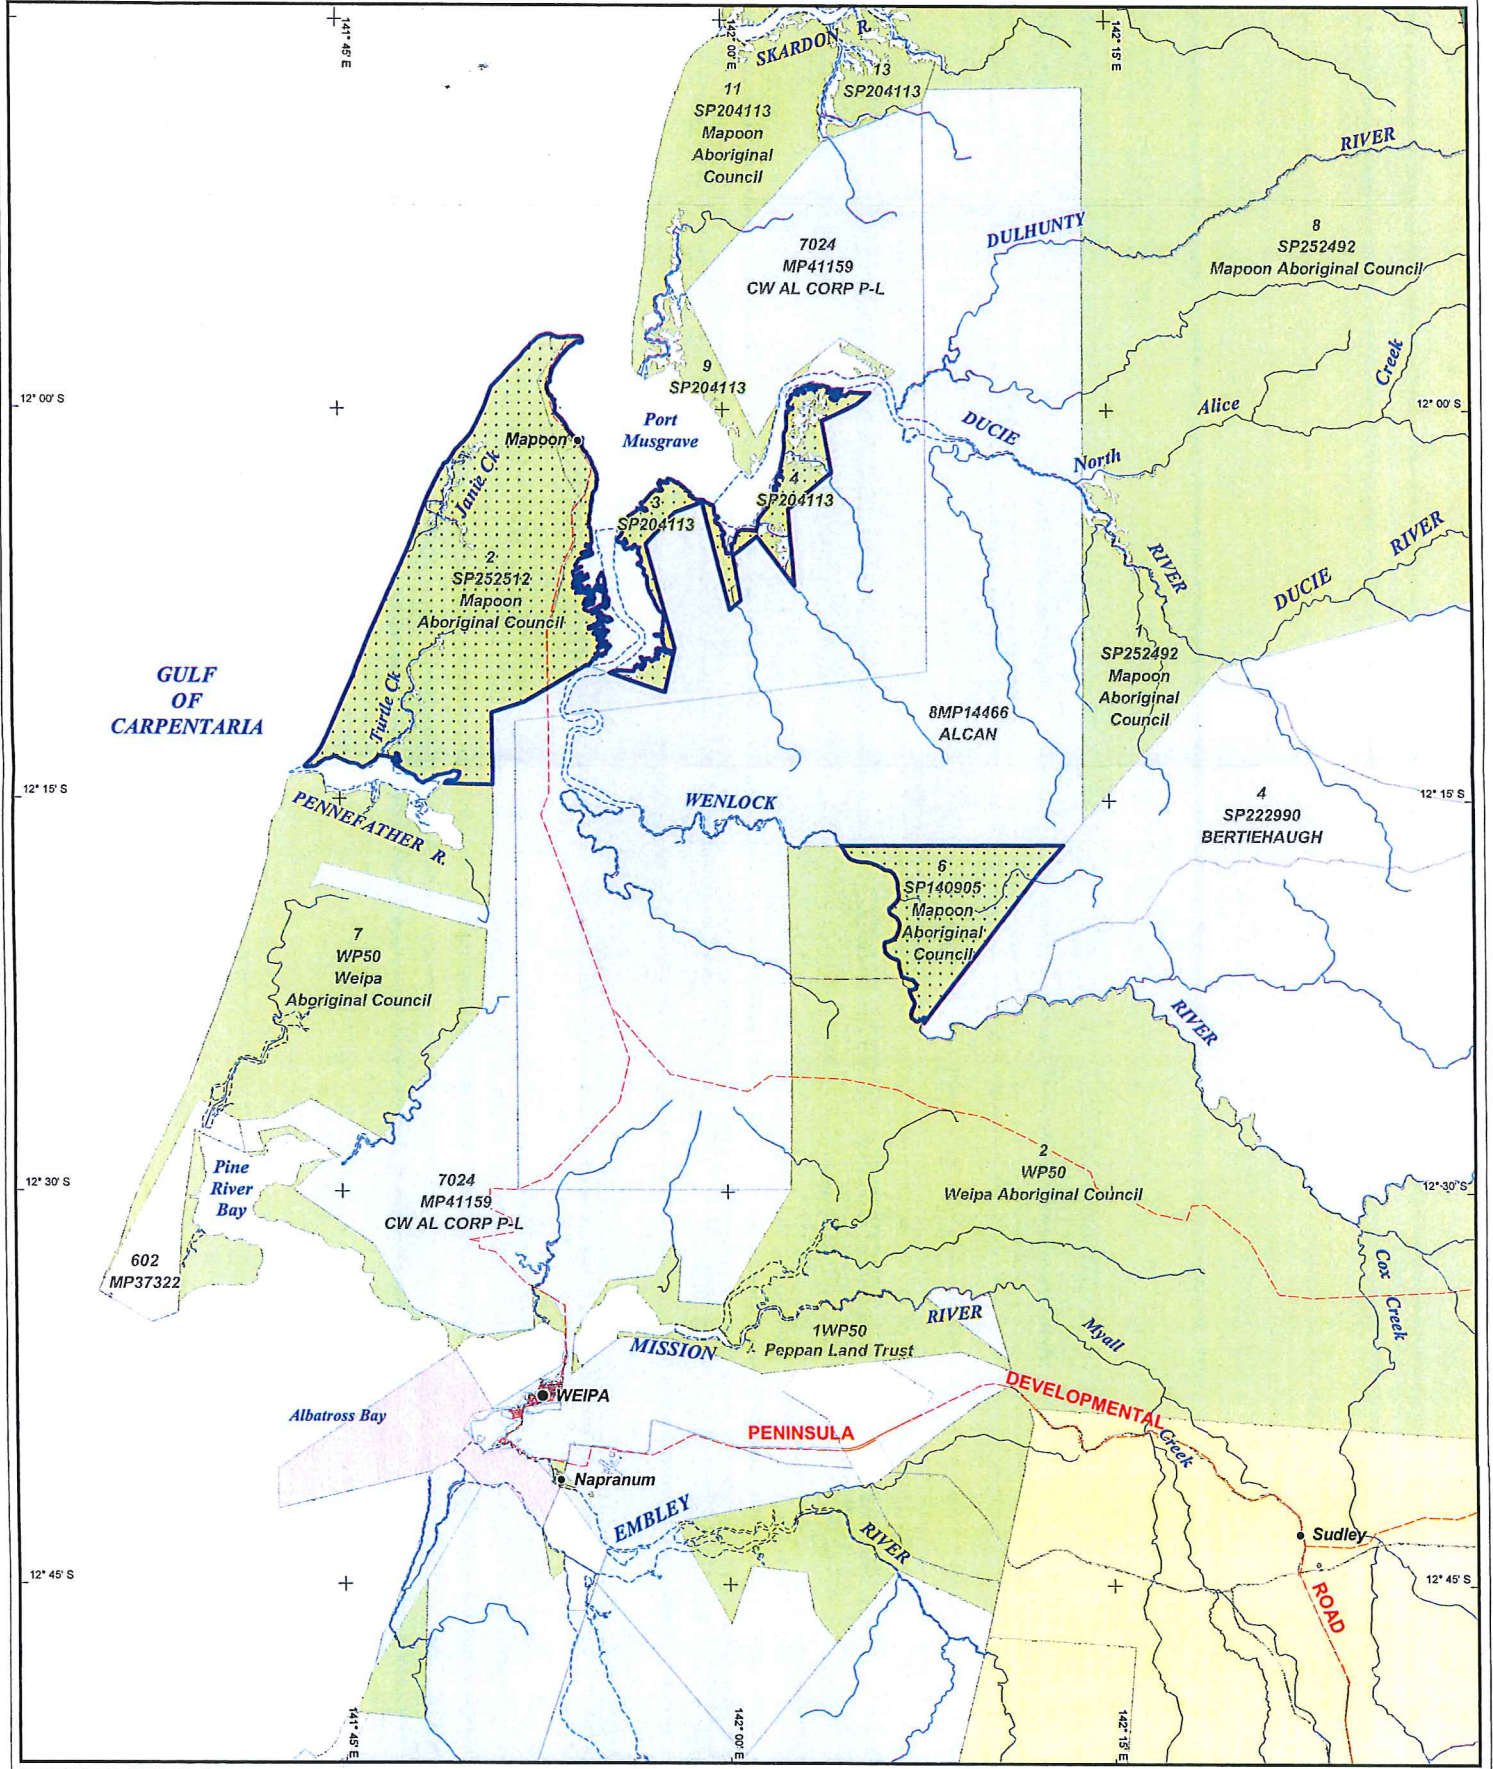 141° 45' E
142° 00' E
142° 15' E
SKARDON R.
13
SP204113
11
SP204113
Mapoon
Aboriginal
Council
RIVER
DULHUNTY
8
SP252492
Mapoon Aboriginal Council
7024
MP41159
CW AL CORP P-L
Creek
9
SP204113
12° 00' S
12° 00' S
Port
Musgrave
Alice
DUCIE
Mapoon
North
Janie Ck
4
SP204113
3
SP204113
RIVER
RIVER
DUCIE
2
SP252512
Mapoon
Aboriginal Council
1
SP252492
Mapoon
Aboriginal
Council
GULF
OF
CARPENTARIA
Turtle Ck
8MP14466
ALCAN
12° 15' S
12° 15' S
PENNEFATHER R.
WENLOCK
4
SP222990
BERTIEHAUGH
6
SP140905
Mapoon
Aboriginal
Council
7
WP50
Weipa
Aboriginal Council
RIVER
2
WP50
Weipa Aboriginal Council
Pine
River
Bay
12° 30' S
12° 30' S
7024
MP41159
CW AL CORP P-L
602
MP37322
Cox
Creek
RIVER
1WP50
Peppan Land Trust
Myall
MISSION
WEIPA
DEVELOPMENTAL
Albatross Bay
PENINSULA
Creek
Napranum
EMBLEY
RIVER
Sudley
12° 45' S
12° 45' S
ROAD
141° 45' E
142° 00' E
142° 15' E